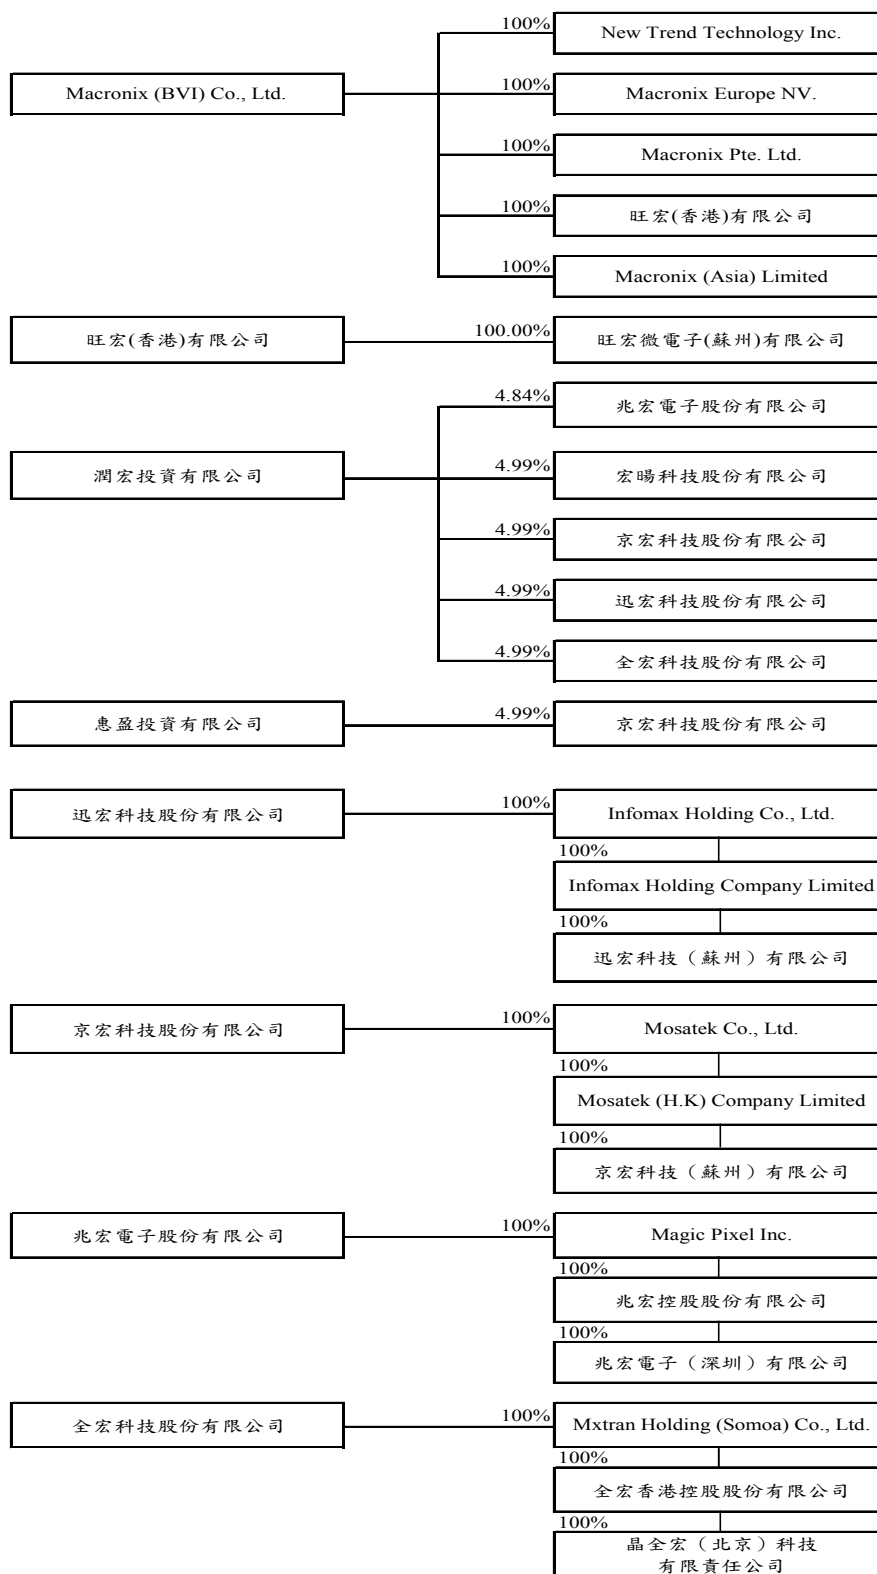 100%
New Trend Technology Inc.
Macronix (BVI) Co., Ltd.
100%
Macronix Europe NV.
100%
Macronix Pte. Ltd.
100%
旺宏(香港)有限公司
100%
Macronix (Asia) Limited
旺宏(香港)有限公司
100.00%
旺宏微電子(蘇州)有限公司
4.84%
兆宏電子股份有限公司
潤宏投資有限公司
4.99%
宏暘科技股份有限公司
4.99%
京宏科技股份有限公司
4.99%
迅宏科技股份有限公司
4.99%
全宏科技股份有限公司
惠盈投資有限公司
4.99%
京宏科技股份有限公司
迅宏科技股份有限公司
100%
Infomax Holding Co., Ltd.
100%
Infomax Holding Company Limited
100%
迅宏科技（蘇州）有限公司
京宏科技股份有限公司
100%
Mosatek Co., Ltd.
100%
Mosatek (H.K) Company Limited
100%
京宏科技（蘇州）有限公司
兆宏電子股份有限公司
100%
Magic Pixel Inc.
100%
兆宏控股股份有限公司
100%
兆宏電子（深圳）有限公司
全宏科技股份有限公司
100%
Mxtran Holding (Somoa) Co., Ltd.
100%
全宏香港控股股份有限公司
100%
晶全宏（北京）科技
有限責任公司